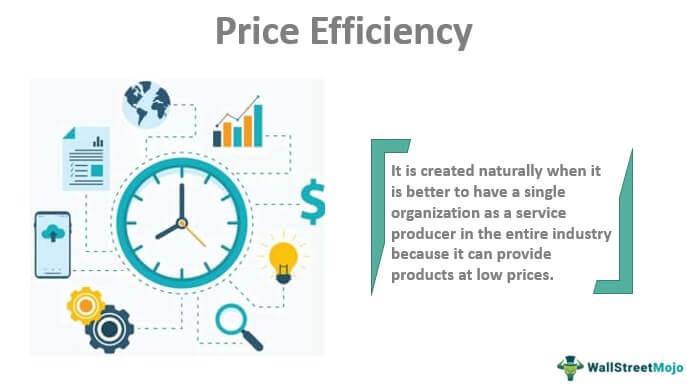 Price Efficiency
$
It is created naturally when it
is better to have a single
organization as a service
producer in the entire industry
because it can provide
products at low prices.
WallStreetMojo